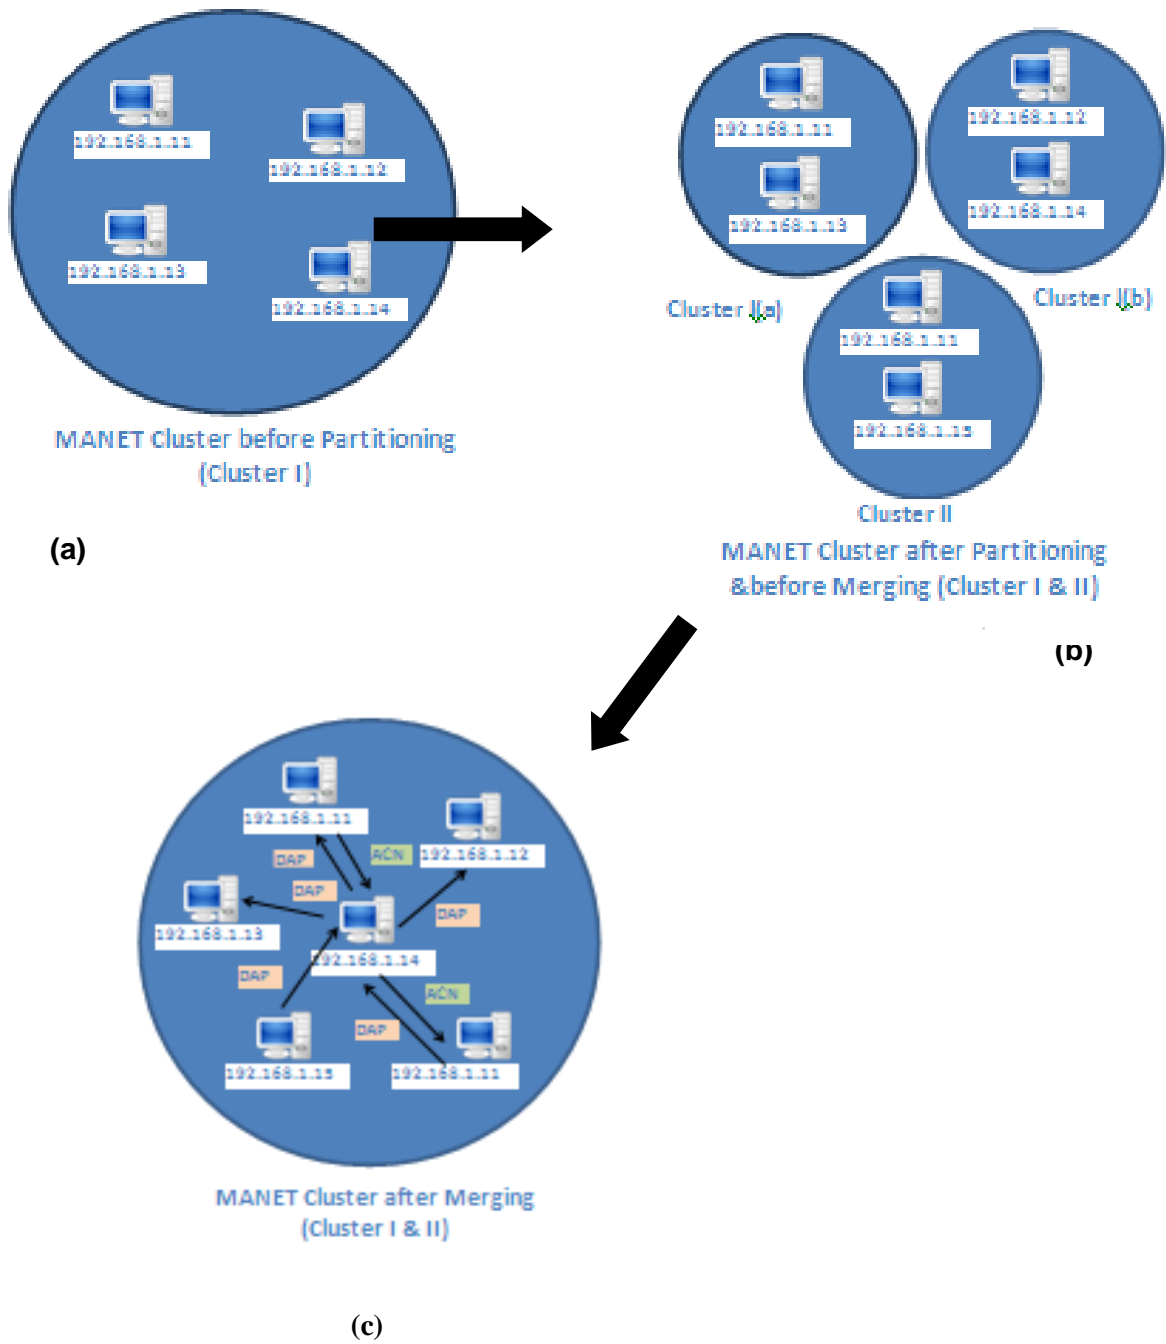 192.168.1.11
192.168.1.12
192.168.1.13
192.168.1.14
MANET Cluster before Partitioning
(Cluster I)
(a)
192.168.1.11
192.168.1.13
Cluster I(a)
192.168.1.12
192.168.1.14
Cluster I(b)
192.168.1.11
192.168.1.15
Cluster II
MANET Cluster after Partitioning
&before Merging (Cluster I & II)
(b)
192.168.1.11
192.168.1.12
DAP
ACN
DAP
DAP
192.168.1.13
192.168.1.14
DAP
ACN
DAP
192.168.1.15
192.168.1.11
MANET Cluster after Merging
(Cluster I & II)
(c)